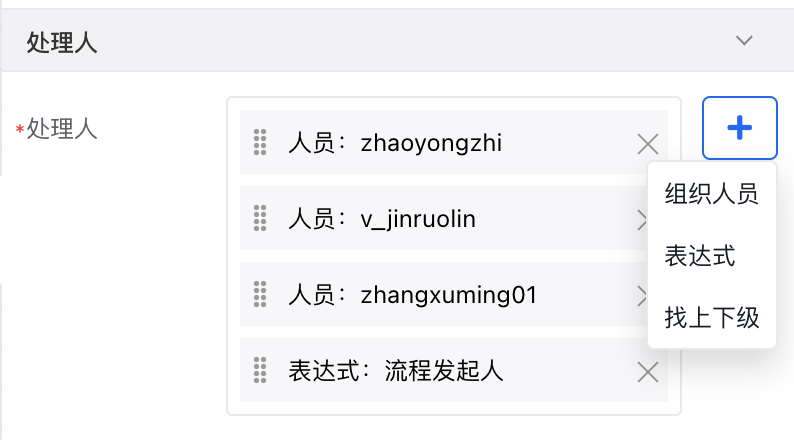 处理人
*处理人
人员：zhaoyongzhi
人员：v_jinruolin
人员：zhangxuming01
表达式：流程发起人
组织人员
表达式
找上下级